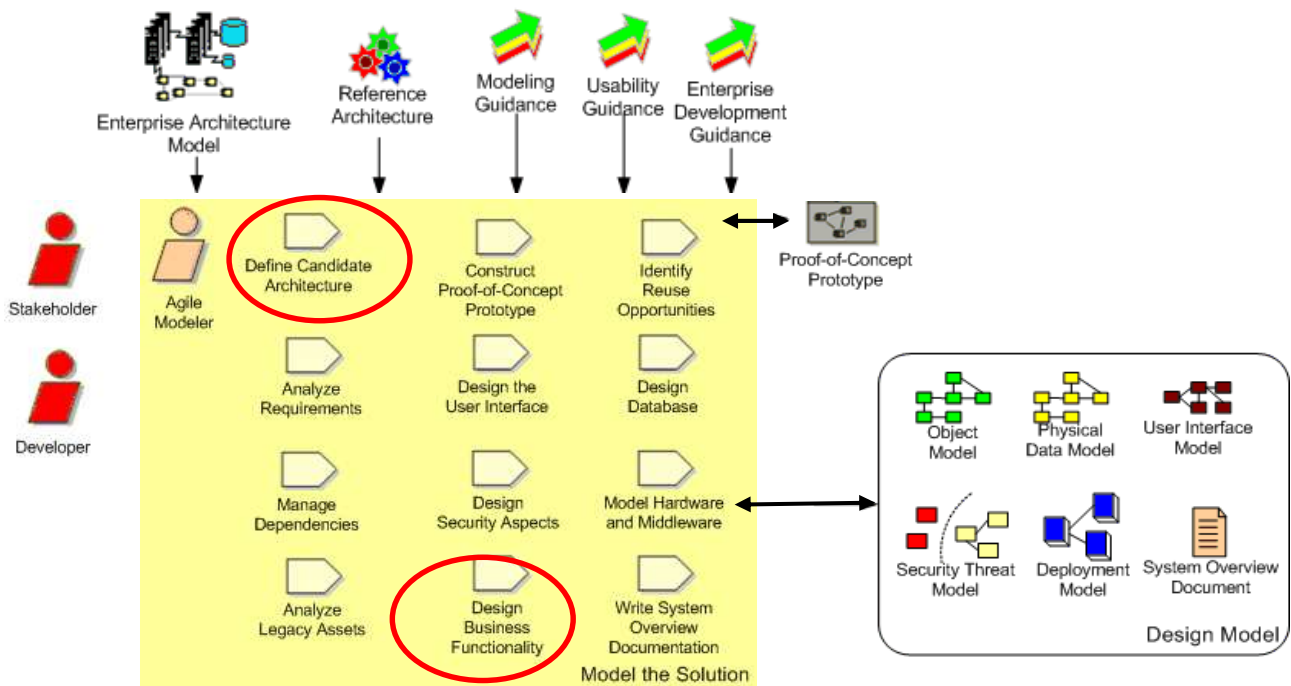 Enterprise Architecture
Model
Reference
Architecture
Modeling
Guidance
Usability
Guidance
Enterprise
Development
Guidance
Stakeholder
Developer
Agile
Modeler
Define Candidate
Architecture
Construct
Proof-of-Concept
Prototype
Identify
Reuse
Opportunities
Proof-of-Concept
Prototype
Analyze
Requirements
Design the
User Interface
Design
Database
Manage
Dependencies
Design
Security Aspects
Model Hardware
and Middleware
Analyze
Legacy Assets
Design
Business
Functionality
Write System
Overview
Documentation
Model the Solution
Object
Model
Physical
Data Model
User Interface
Model
Security Threat
Model
Deployment
Model
System Overview
Document
Design Model